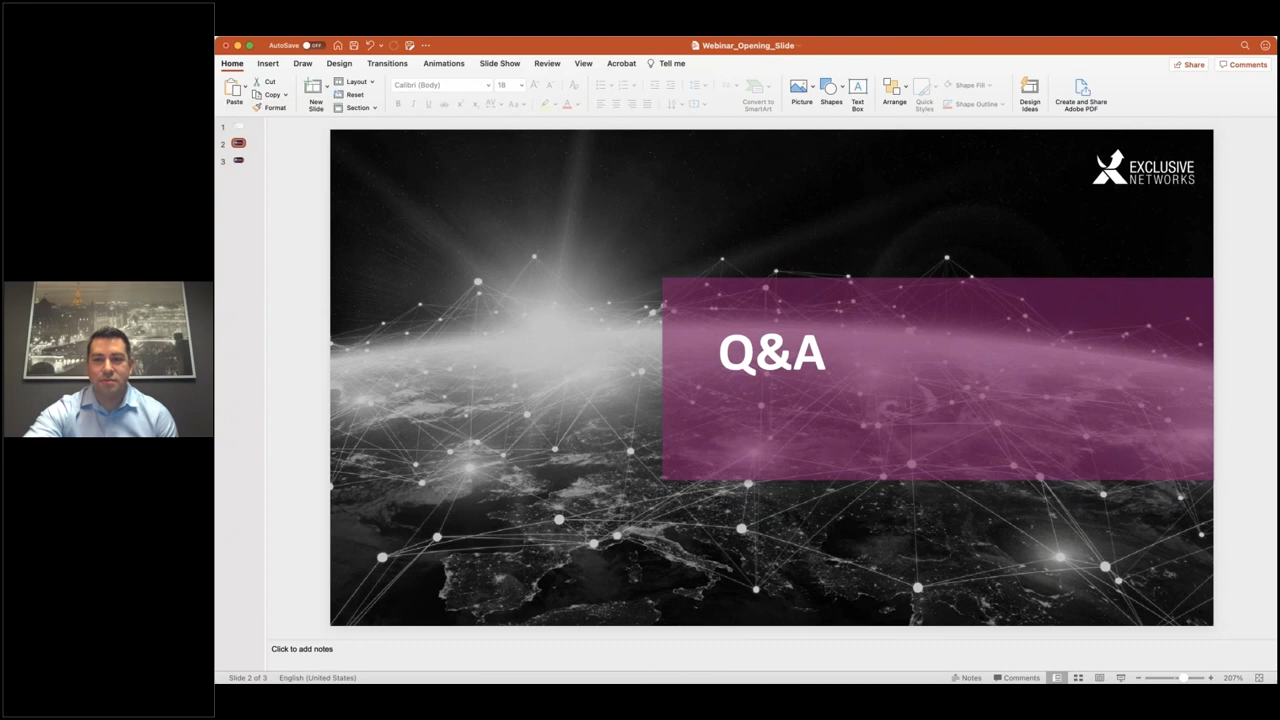 AutoSave OFF
Webinar_Opening_Slide
Home Insert Draw Design Transitions Animations Slide Show Review View Acrobat Tell me
Share Comments
Paste
Cut
Copy
Format
New
Slide
Layout
Reset
Section
Calibri (Body) 18
Convert to
SmartArt
Picture
Shapes
Text
Box
Arrange
Quick
Styles
Shape Fill
Shape Outline
Design
Ideas
Create and Share
Adobe PDF
1
2
3
EXCLUSIVE
NETWORKS
Q&A
Click to add notes
Slide 2 of 3 English (United States) Notes Comments 207%